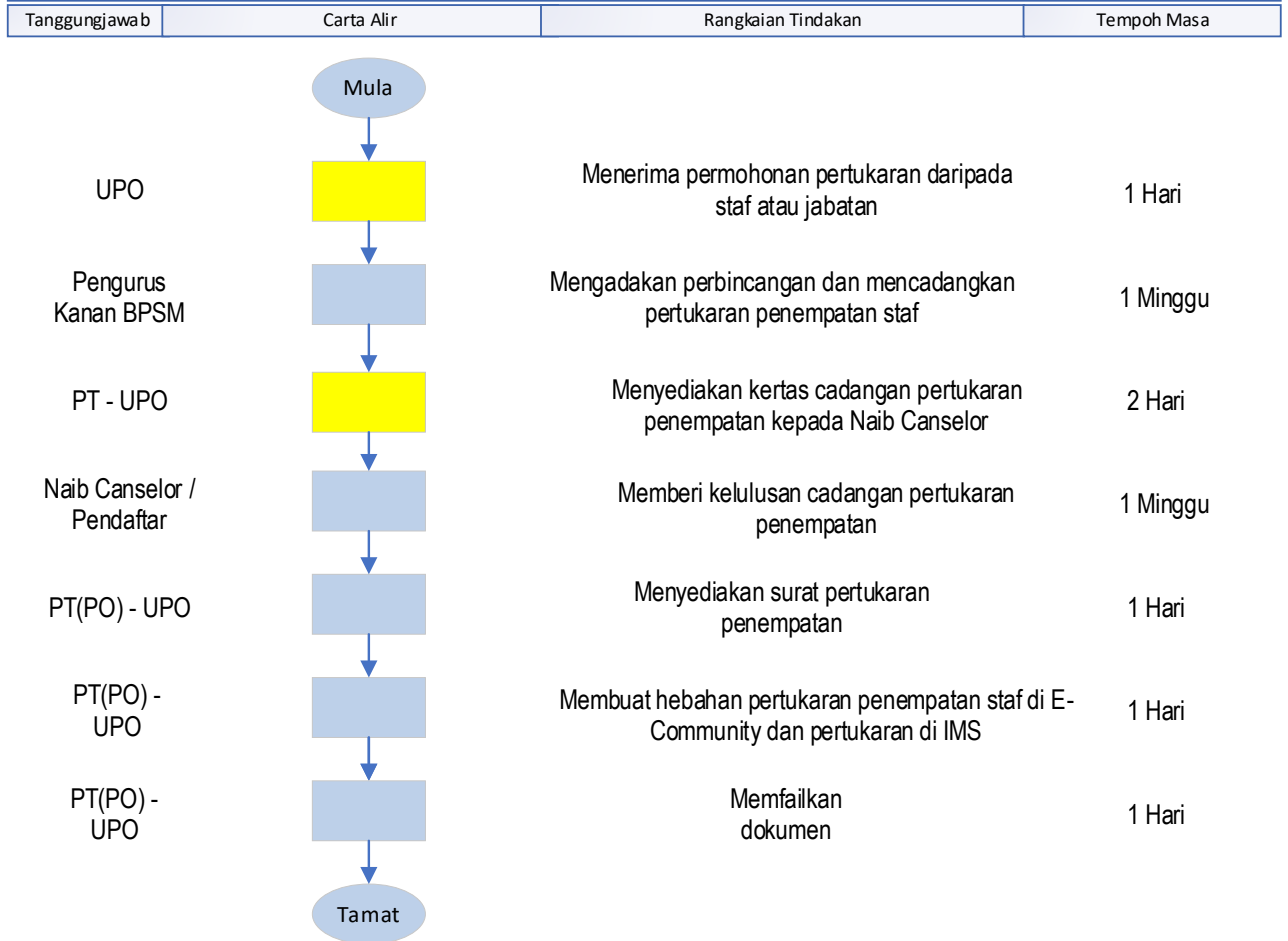 Tanggungjawab
Carta Alir
Rangkaian Tindakan
Tempoh Masa
Mula
UPO
Menerima permohonan pertukaran daripada
staf atau jabatan
1 Hari
Pengurus
Kanan BPSM
Mengadakan perbincangan dan mencadangkan
pertukaran penempatan staf
1 Minggu
PT - UPO
Menyediakan kertas cadangan pertukaran
penempatan kepada Naib Canselor
2 Hari
Naib Canselor /
Pendaftar
Memberi kelulusan cadangan pertukaran
penempatan
1 Minggu
PT(PO) - UPO
Menyediakan surat pertukaran
penempatan
1 Hari
PT(PO) -
UPO
Membuat hebahan pertukaran penempatan staf di E-
Community dan pertukaran di IMS
1 Hari
PT(PO) -
UPO
Memfailkan
dokumen
1 Hari
Tamat